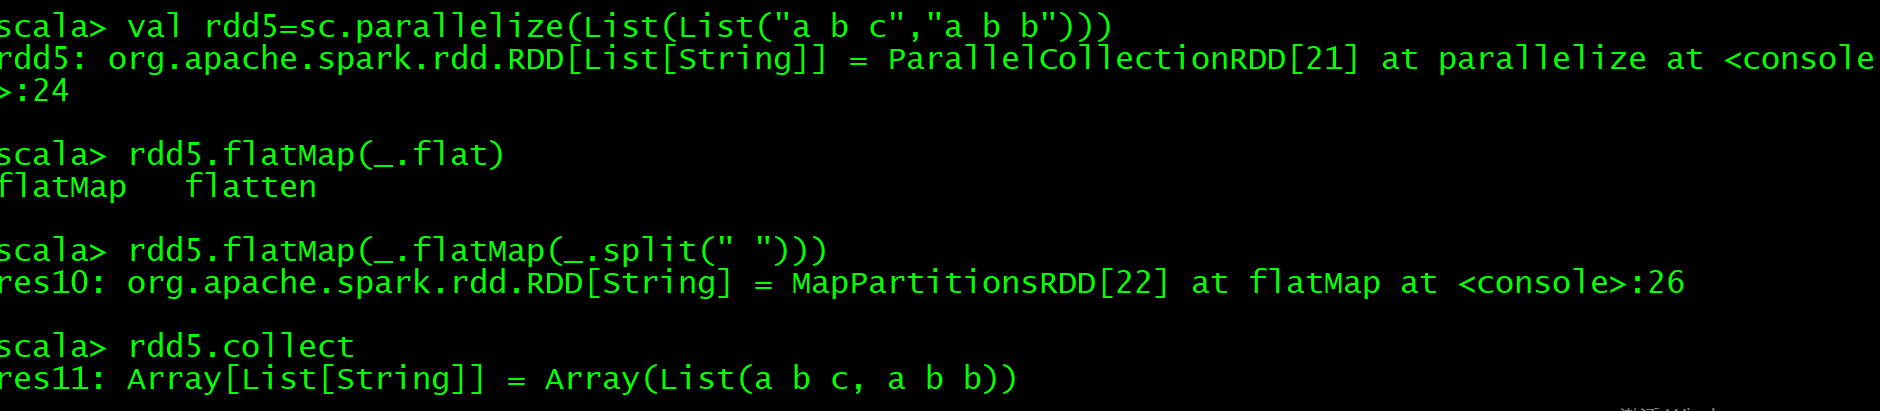 scala> val rdd5=sc.parallelize(List(List("a b c","a b b")))
rdd5: org.apache.spark.rdd.RDD[List[String]] = ParallelCollectionRDD[21] at parallelize at <console
>:24
scala> rdd5.flatMap(_.flat)
flatMap   flatten
scala> rdd5.flatMap(_.flatMap(_.split(" ")))
res10: org.apache.spark.rdd.RDD[String] = MapPartitionsRDD[22] at flatMap at <console>:26
scala> rdd5.collect
res11: Array[List[String]] = Array(List(a b c, a b b))